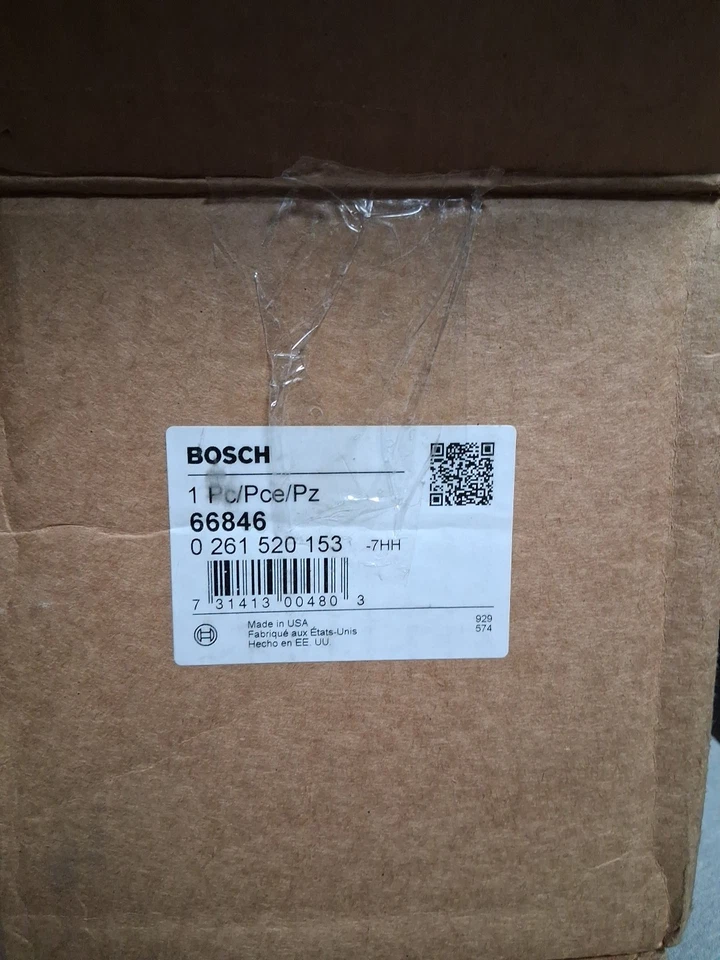 BOSCH
1 Pc/Pce/Pz
66846
0 261 520 153 -7HH
7 31413 00480 3
Made in USA
Fabriqué aux États-Unis
Hecho en EE. UU.
929
574